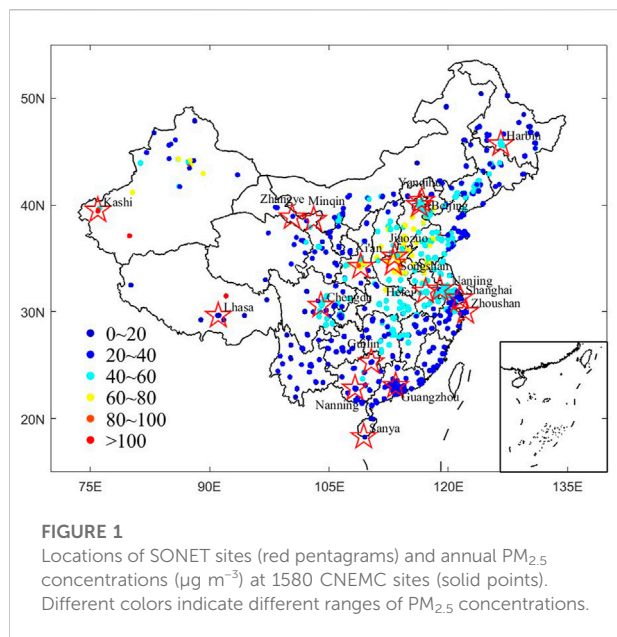 50N
Harbin
Yanqihu
40N
Kashi
Zhangye
Minqin
Beijing
Jiaozuo
Xi'an
Songshan
Nanjing
Hefei
Shanghai
30N
Lhasa
Chengdu
Zhoushan
0~20
20~40
Guilin
40~60
60~80
Nanning
Guangzhou
20N
80~100
Sanya
>100
75E
90E
105E
120E
135E
FIGURE 1
Locations of SONET sites (red pentagrams) and annual PM2.5
concentrations (μg m⁻³) at 1580 CNEMC sites (solid points).
Different colors indicate different ranges of PM2.5 concentrations.